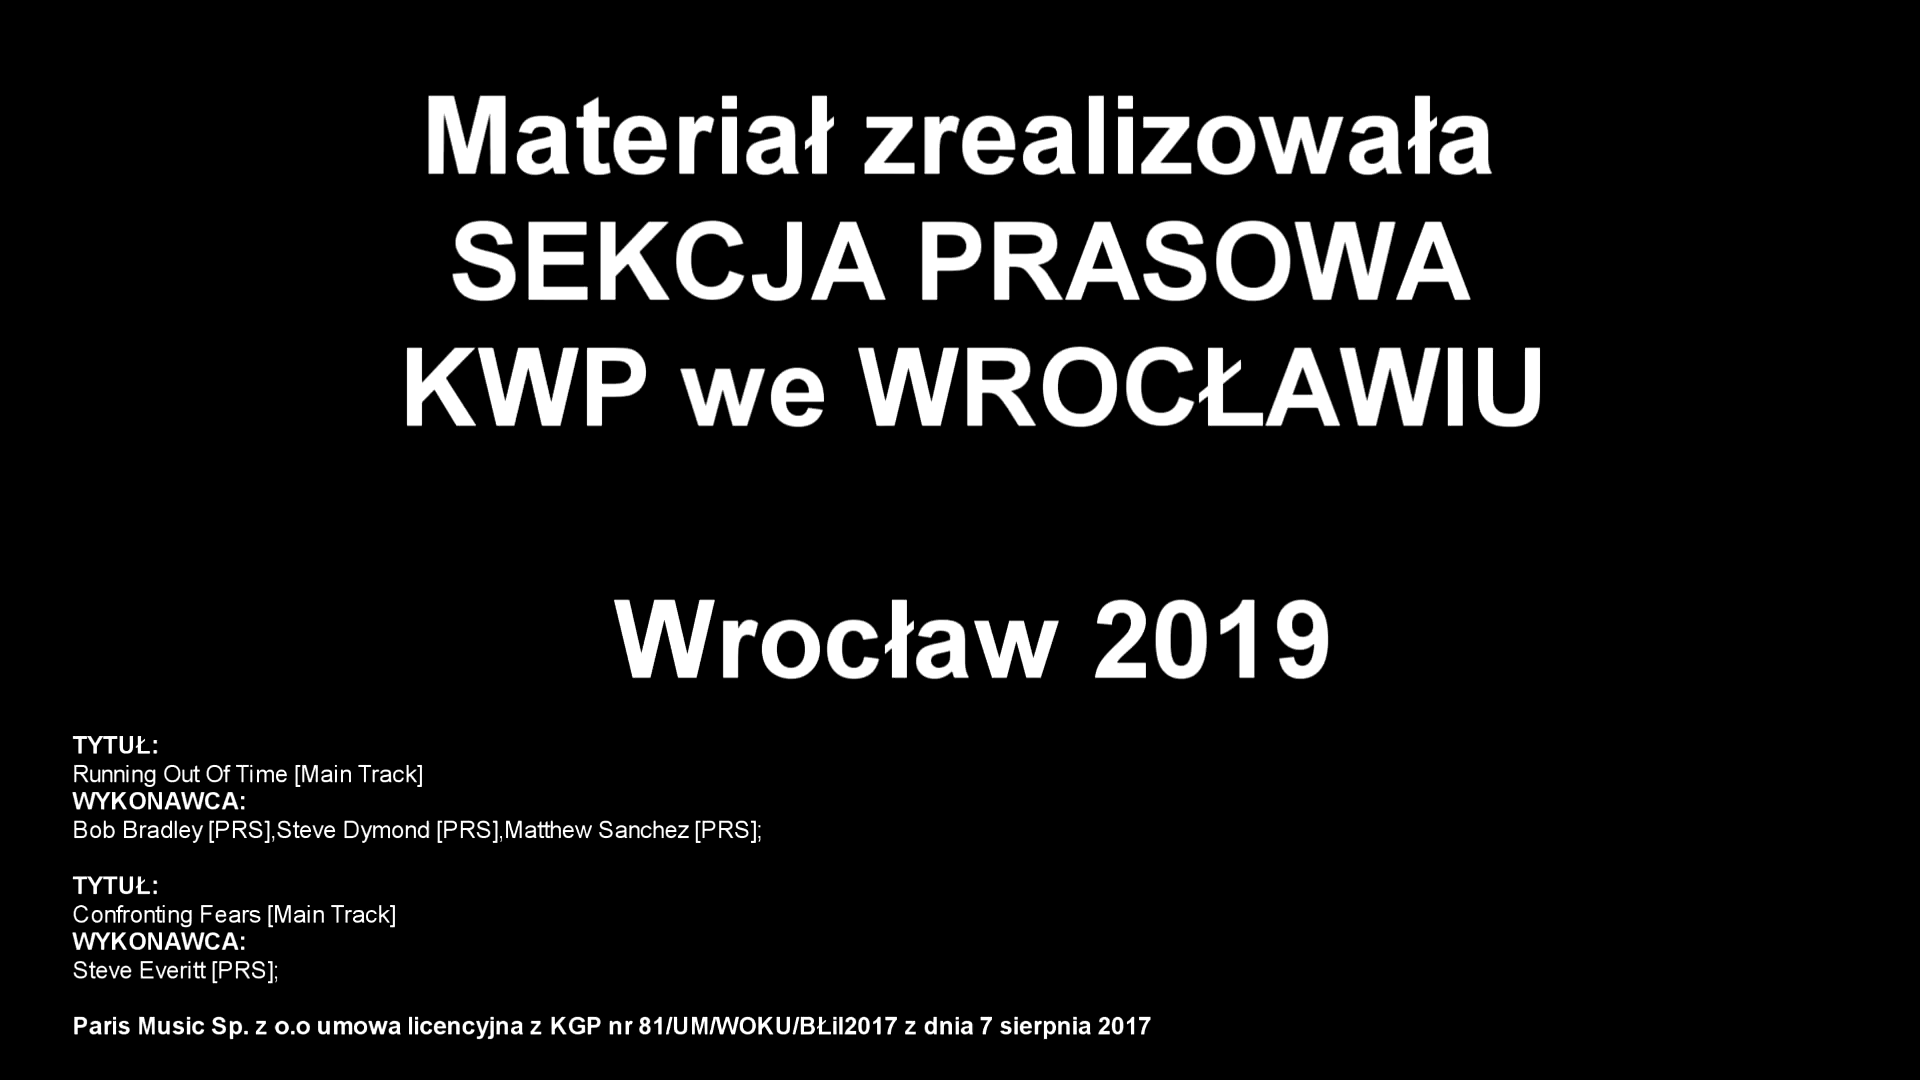 Materiał zrealizowała
SEKCJA PRASOWA
KWP we WROCŁAWIU
Wrocław 2019
TYTUŁ:
Running Out Of Time [Main Track]
WYKONAWCA:
Bob Bradley [PRS],Steve Dymond [PRS],Matthew Sanchez [PRS];
TYTUŁ:
Confronting Fears [Main Track]
WYKONAWCA:
Steve Everitt [PRS];
Paris Music Sp. z o.o umowa licencyjna z KGP nr 81/UM/WOKU/BŁiI2017 z dnia 7 sierpnia 2017